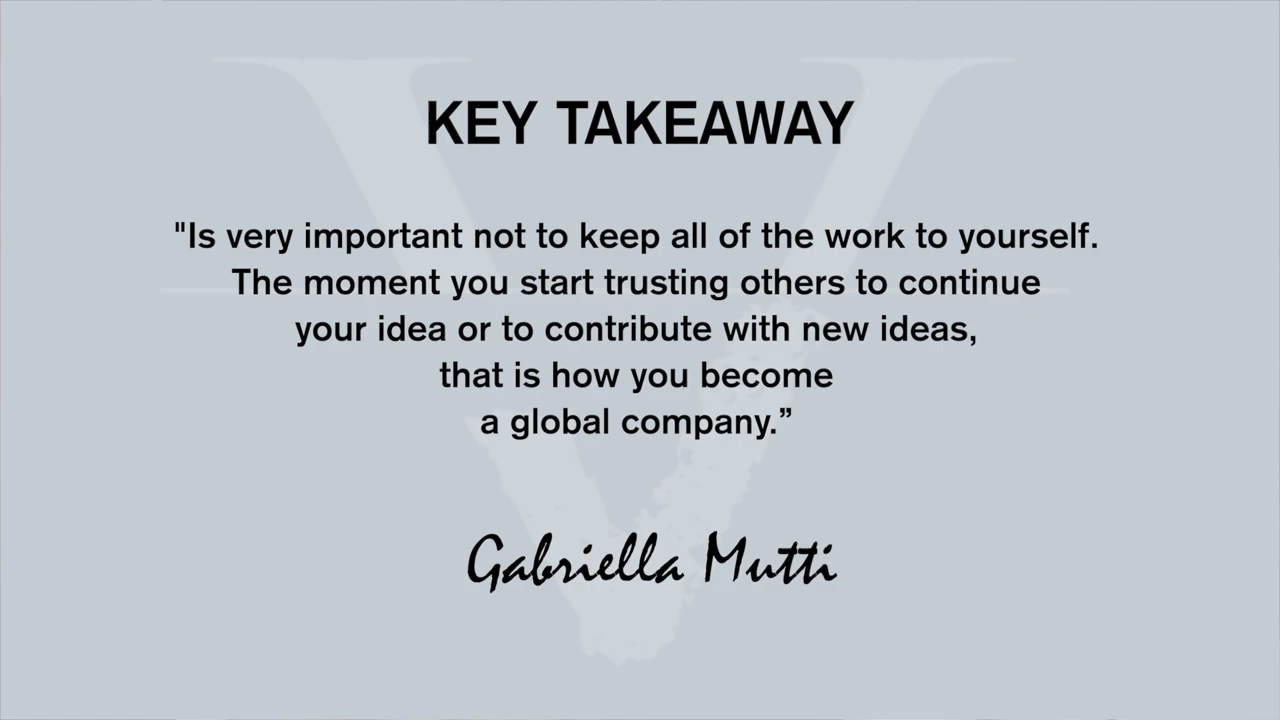 KEY TAKEAWAY
"Is very important not to keep all of the work to yourself.
The moment you start trusting others to continue
your idea or to contribute with new ideas,
that is how you become
a global company.”
Gabriella Mutti